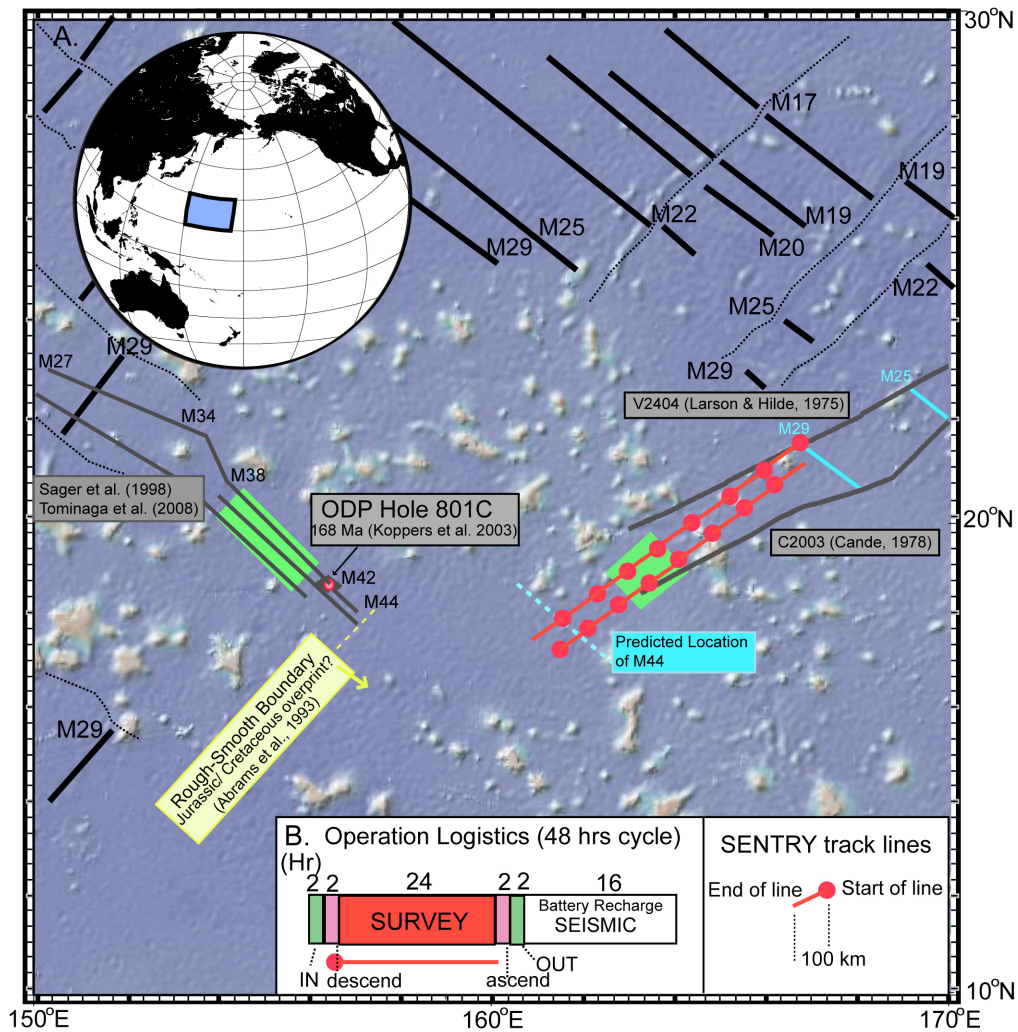 A.
30°N
M17
M19
M22
M25
M29
M19
M20
M25
M22
M29
M29
M27
M34
M38
V2404 (Larson & Hilde, 1975)
M25
M29
Sager et al. (1998)
Tominaga et al. (2008)
ODP Hole 801C
168 Ma (Koppers et al. 2003)
M42
M44
20°N
C2003 (Cande, 1978)
Predicted Location
of M44
Rough-Smooth Boundary
Jurassic/ Cretaceous overprint?
(Abrams et al., 1993)
M29
B. Operation Logistics (48 hrs cycle)
(Hr)
2 2 24 2 2 16
SURVEY
Battery Recharge
SEISMIC
IN descend ascend OUT
SENTRY track lines
End of line Start of line
100 km
10°N
150°E 160°E 170°E